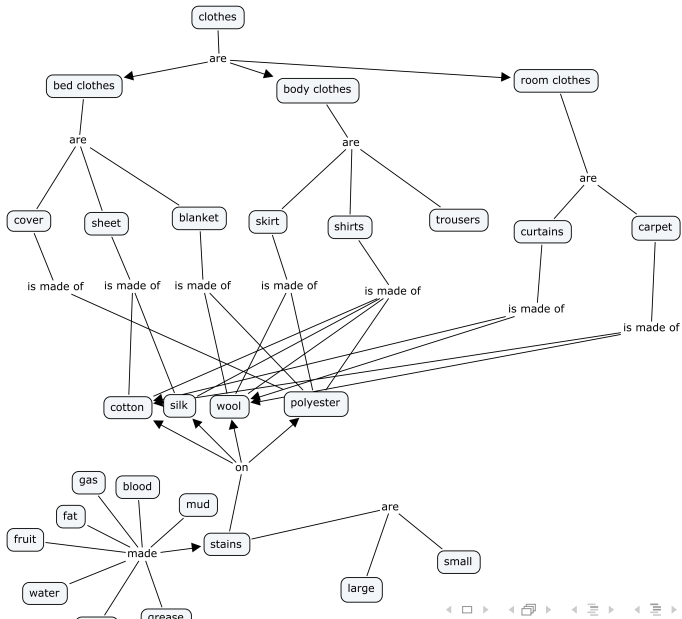 clothes
are
bed clothes
body clothes
room clothes
are
are
are
cover
sheet
blanket
skirt
shirts
trousers
curtains
carpet
is made of
is made of
is made of
is made of
is made of
is made of
is made of
cotton
silk
wool
polyester
on
gas
blood
mud
fat
are
fruit
made
stains
small
water
large
grease